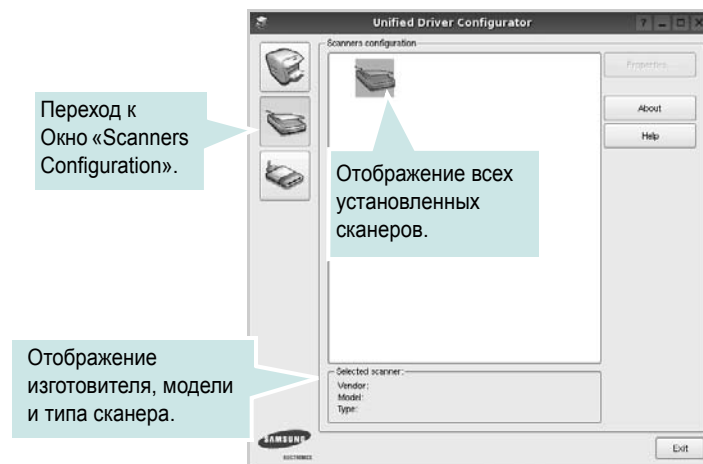 Unified Driver Configurator
Scanners configuration
Properties...
About
Help
Переход к
Окно «Scanners
Configuration».
Отображение всех
установленных
сканеров.
Отображение
изготовителя, модели
и типа сканера.
Selected scanner:
Vendor:
Model:
Type:
SAMSUNG
ELECTRONICS
Exit